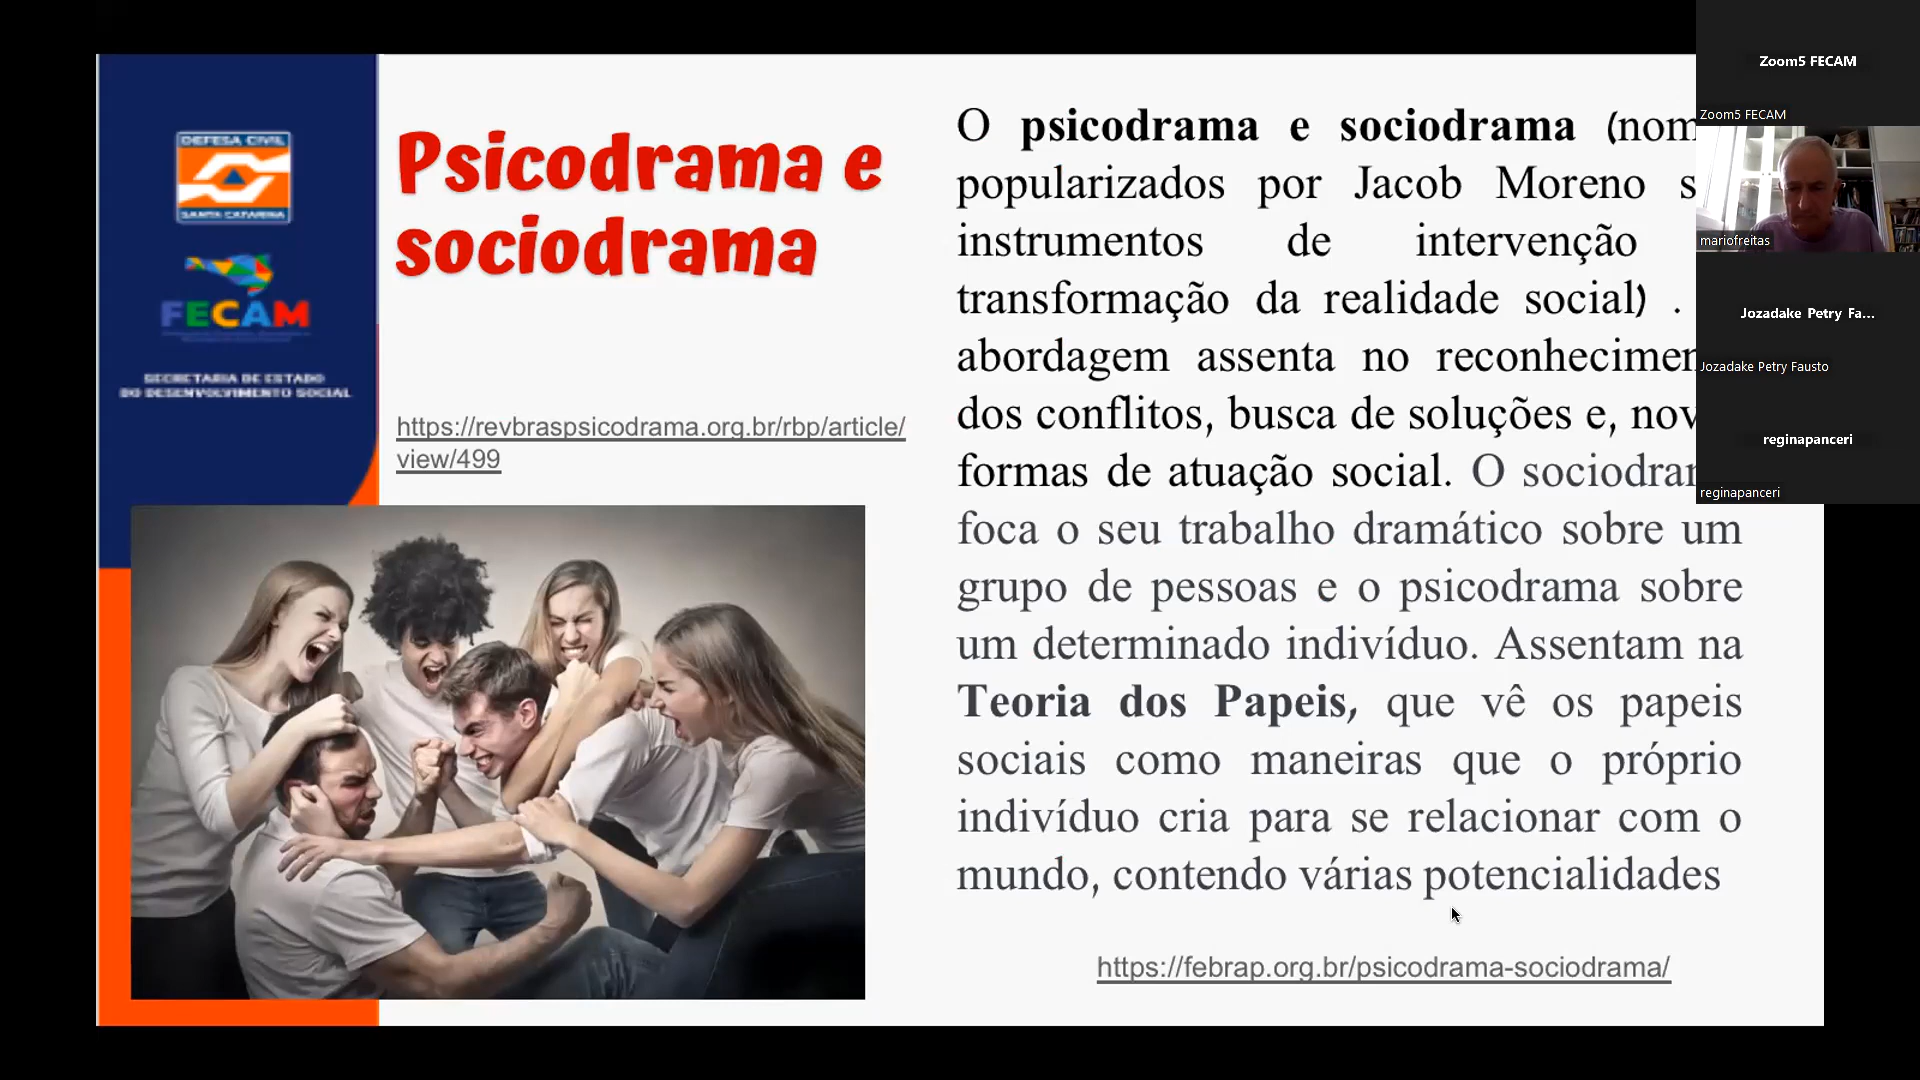 DEFESA CIVIL
SANTA CATARINA
FECAM
SECRETARIA DE ESTADO
DO DESENVOLVIMENTO SOCIAL
Psicodrama e
sociodrama
https://revbraspsicodrama.org.br/rbp/article/
view/499
O psicodrama e sociodrama (nom
popularizados por Jacob Moreno s
instrumentos de intervenção
transformação da realidade social) .
abordagem assenta no reconhecimen
dos conflitos, busca de soluções e, nov
formas de atuação social. O sociodram
foca o seu trabalho dramático sobre um
grupo de pessoas e o psicodrama sobre
um determinado indivíduo. Assentam na
Teoria dos Papeis, que vê os papeis
sociais como maneiras que o próprio
indivíduo cria para se relacionar com o
mundo, contendo várias potencialidades
https://febrap.org.br/psicodrama-sociodrama/
Zoom5 FECAM
Zoom5 FECAM
mariofreitas
Jozadake Petry Fa...
Jozadake Petry Fausto
reginapanceri
reginapanceri